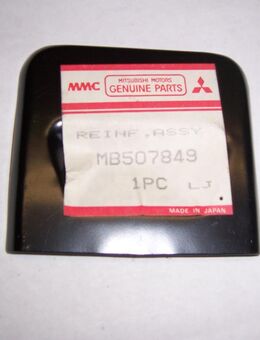 MMC
MITSUBISHI MOTORS
GENUINE PARTS
REINF,ASSY
MB507849
1PC LJ
MADE IN JAPAN